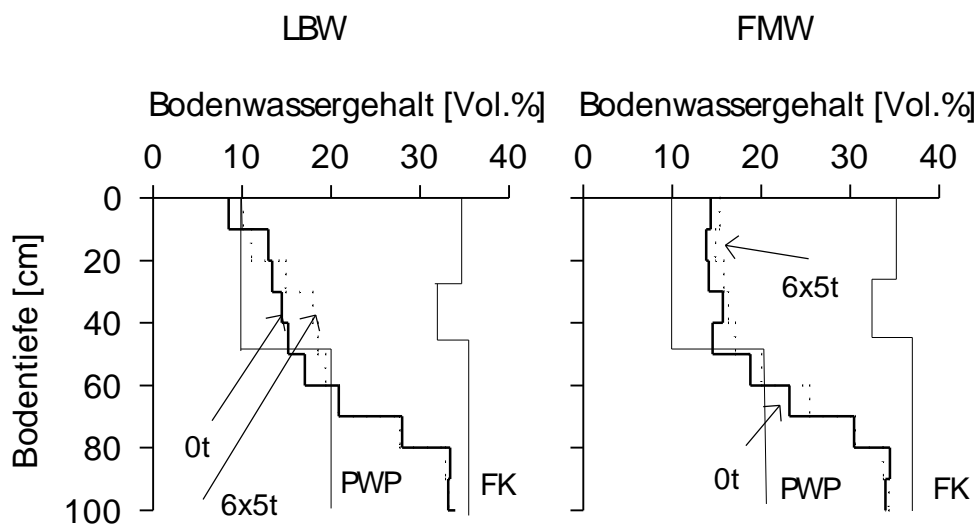 LBW FMW
Bodenwassergehalt [Vol.%] Bodenwassergehalt [Vol.%]
0 10 20 30 40 0 10 20 30 40
Bodentiefe [cm]
0
20
40
60
80
100
6x5t
0t
6x5t
PWP FK
0t
PWP FK